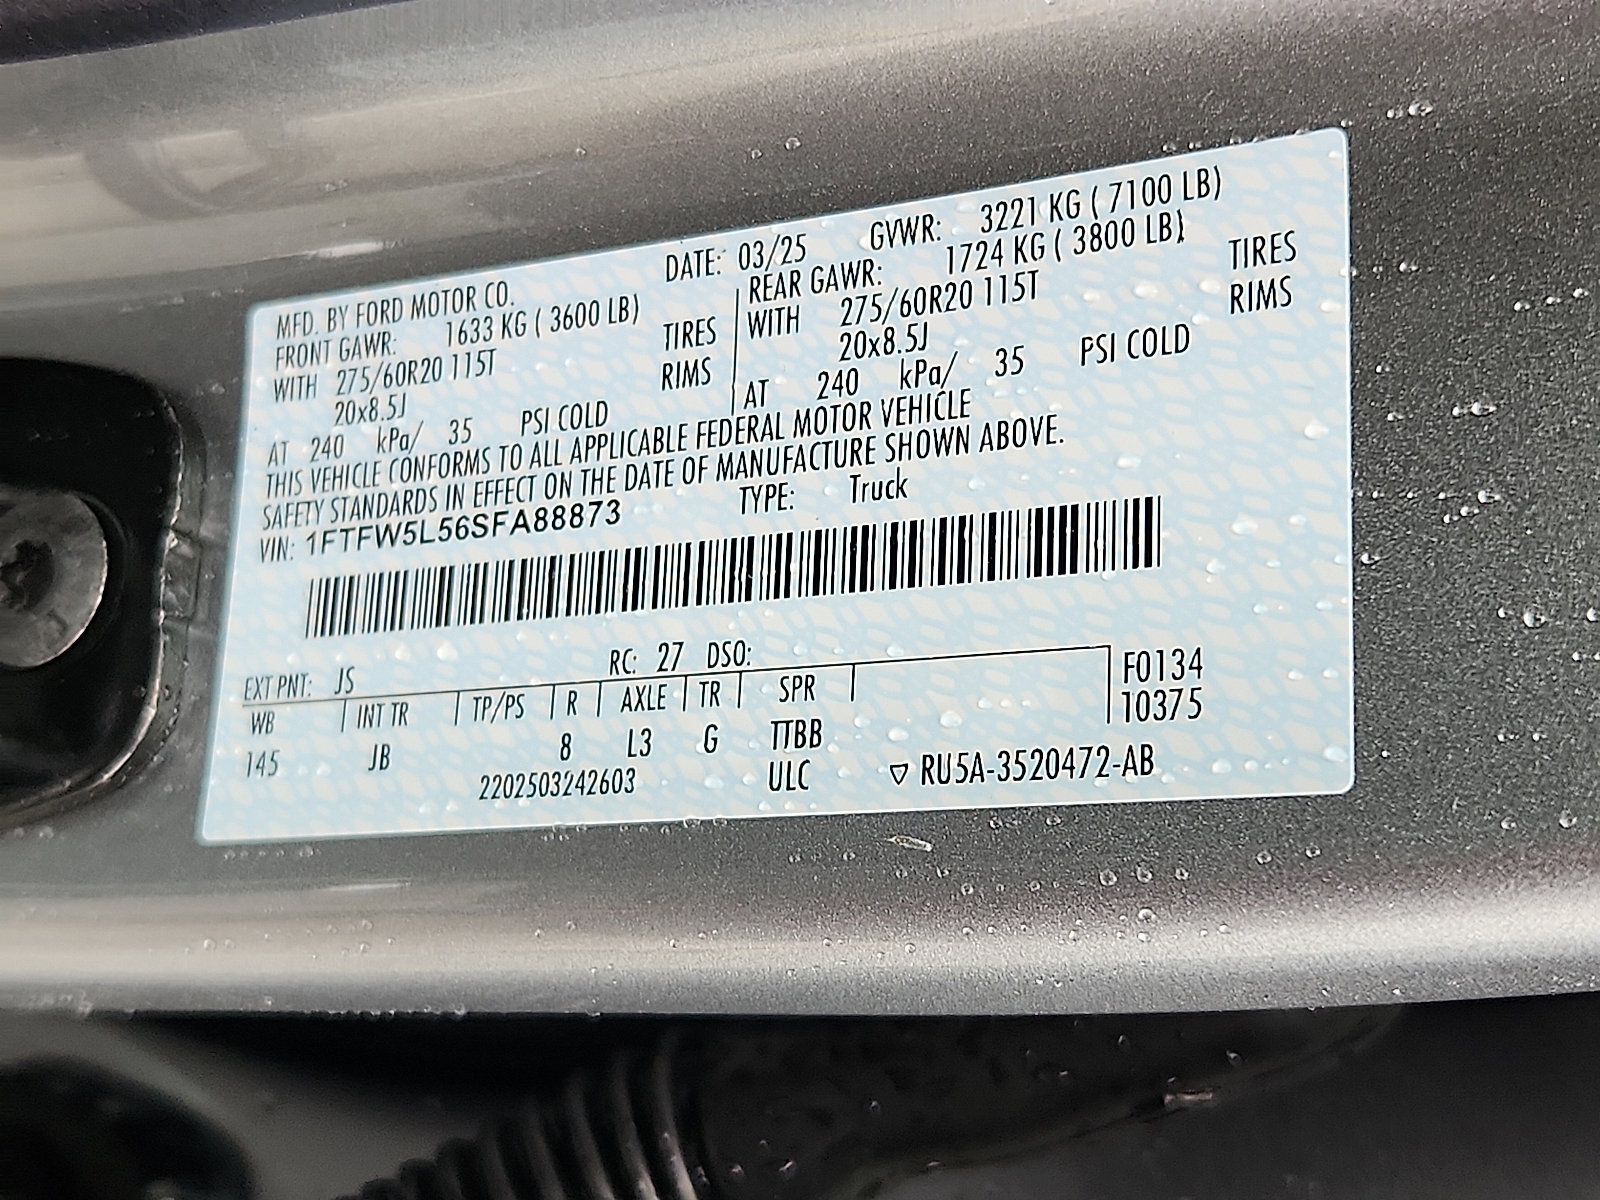 MFD. BY FORD MOTOR CO. DATE: 03/25 GVWR: 3221 KG ( 7100 LB)
FRONT GAWR: 1633 KG ( 3600 LB) REAR GAWR: 1724 KG ( 3800 LB)
WITH 275/60R20 115T TIRES WITH 275/60R20 115T TIRES
20x8.5J RIMS 20x8.5J RIMS
AT 240 kPa/ 35 PSI COLD AT 240 kPa/ 35 PSI COLD
THIS VEHICLE CONFORMS TO ALL APPLICABLE FEDERAL MOTOR VEHICLE
SAFETY STANDARDS IN EFFECT ON THE DATE OF MANUFACTURE SHOWN ABOVE.
VIN: 1FTFW5L56SFA88873 TYPE: Truck
EXT PNT: JS RC: 27 DSO: F0134
WB INT TR TP/PS R AXLE TR SPR 10375
145 JB 8 L3 G TTBB
2202503242603 ULC ▽ RU5A-3520472-AB